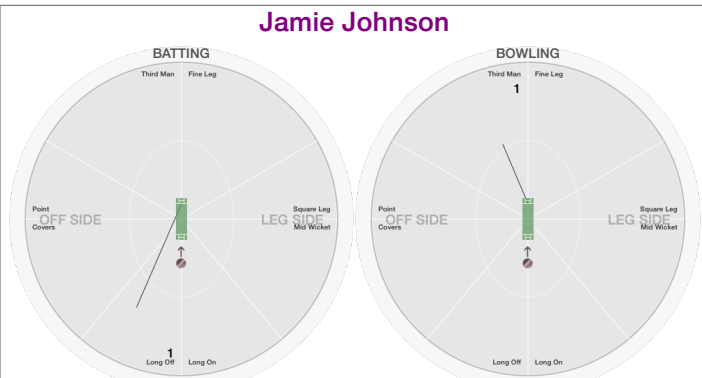 Jamie Johnson
BATTING
Third Man Fine Leg
Point
OFF SIDE
Covers
Square Leg
LEG SIDE
Mid Wicket
1
Long Off Long On
BOWLING
Third Man Fine Leg
1
Point
OFF SIDE
Covers
Square Leg
LEG SIDE
Mid Wicket
Long Off Long On